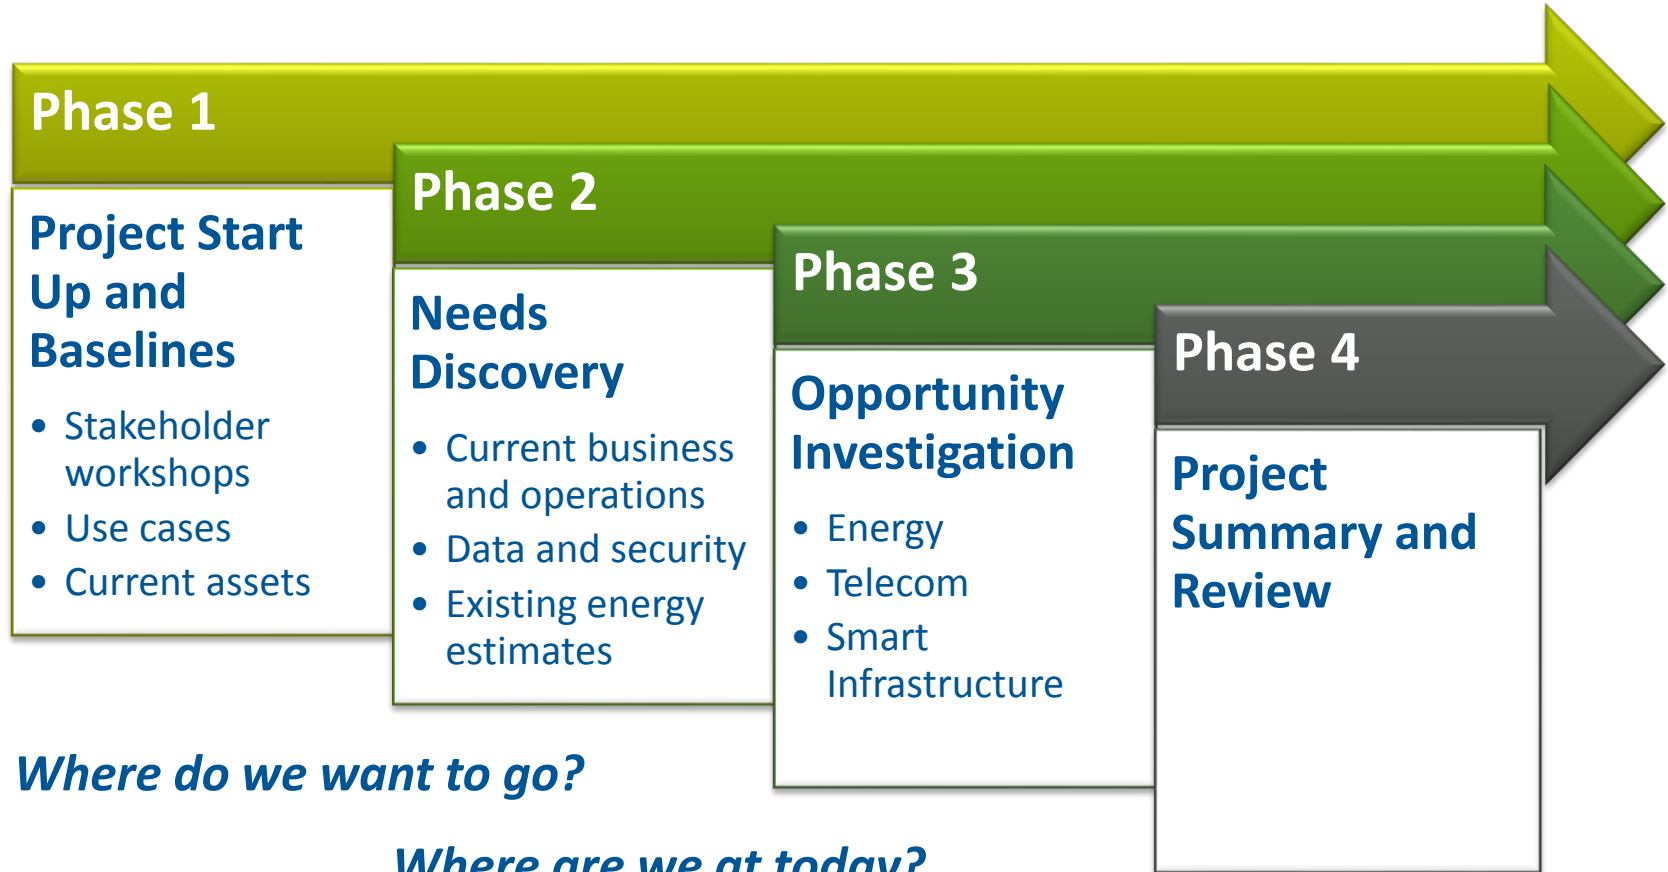 Phase 1
Project Start
Up and
Baselines
• Stakeholder
workshops
• Use cases
• Current assets
Phase 2
Needs
Discovery
• Current business
and operations
• Data and security
• Existing energy
estimates
Phase 3
Opportunity
Investigation
• Energy
• Telecom
• Smart
Infrastructure
Phase 4
Project
Summary and
Review
Where do we want to go?
Where are we at today?